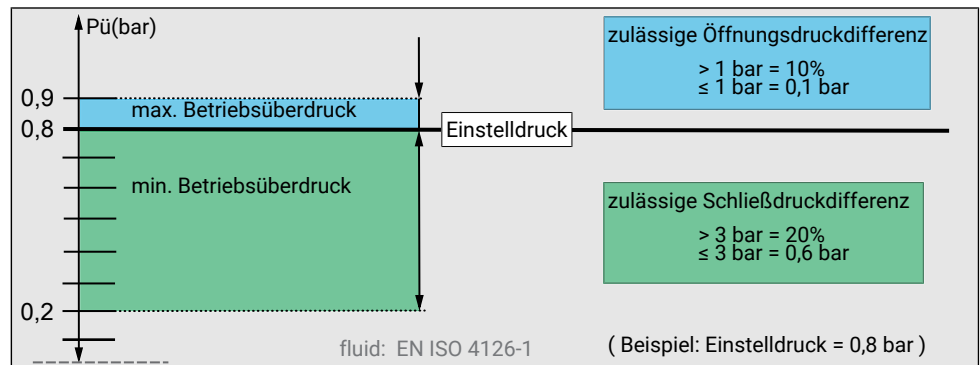 Pü(bar)
0,9
0,8
0,2
max. Betriebsüberdruck
min. Betriebsüberdruck
Einstelldruck
zulässige Öffnungsdruckdifferenz
> 1 bar = 10%
≤ 1 bar = 0,1 bar
zulässige Schließdruckdifferenz
> 3 bar = 20%
≤ 3 bar = 0,6 bar
fluid: EN ISO 4126-1
( Beispiel: Einstelldruck = 0,8 bar )